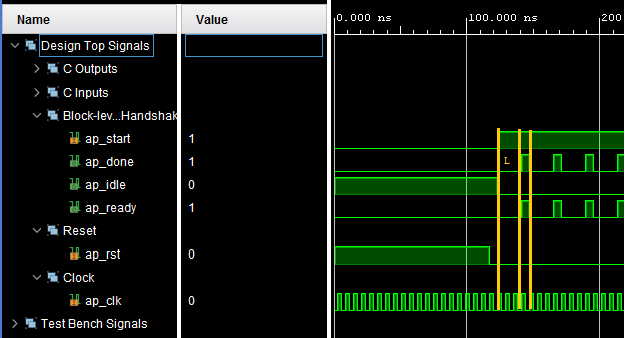 Name Value 0.000 ns 100.000 ns 200
Design Top Signals
C Outputs
C Inputs
Block-lev...Handshak
ap_start 1
L
ap_done 1
ap_idle 0
ap_ready 1
Reset
ap_rst 0
Clock
ap_clk 0
Test Bench Signals